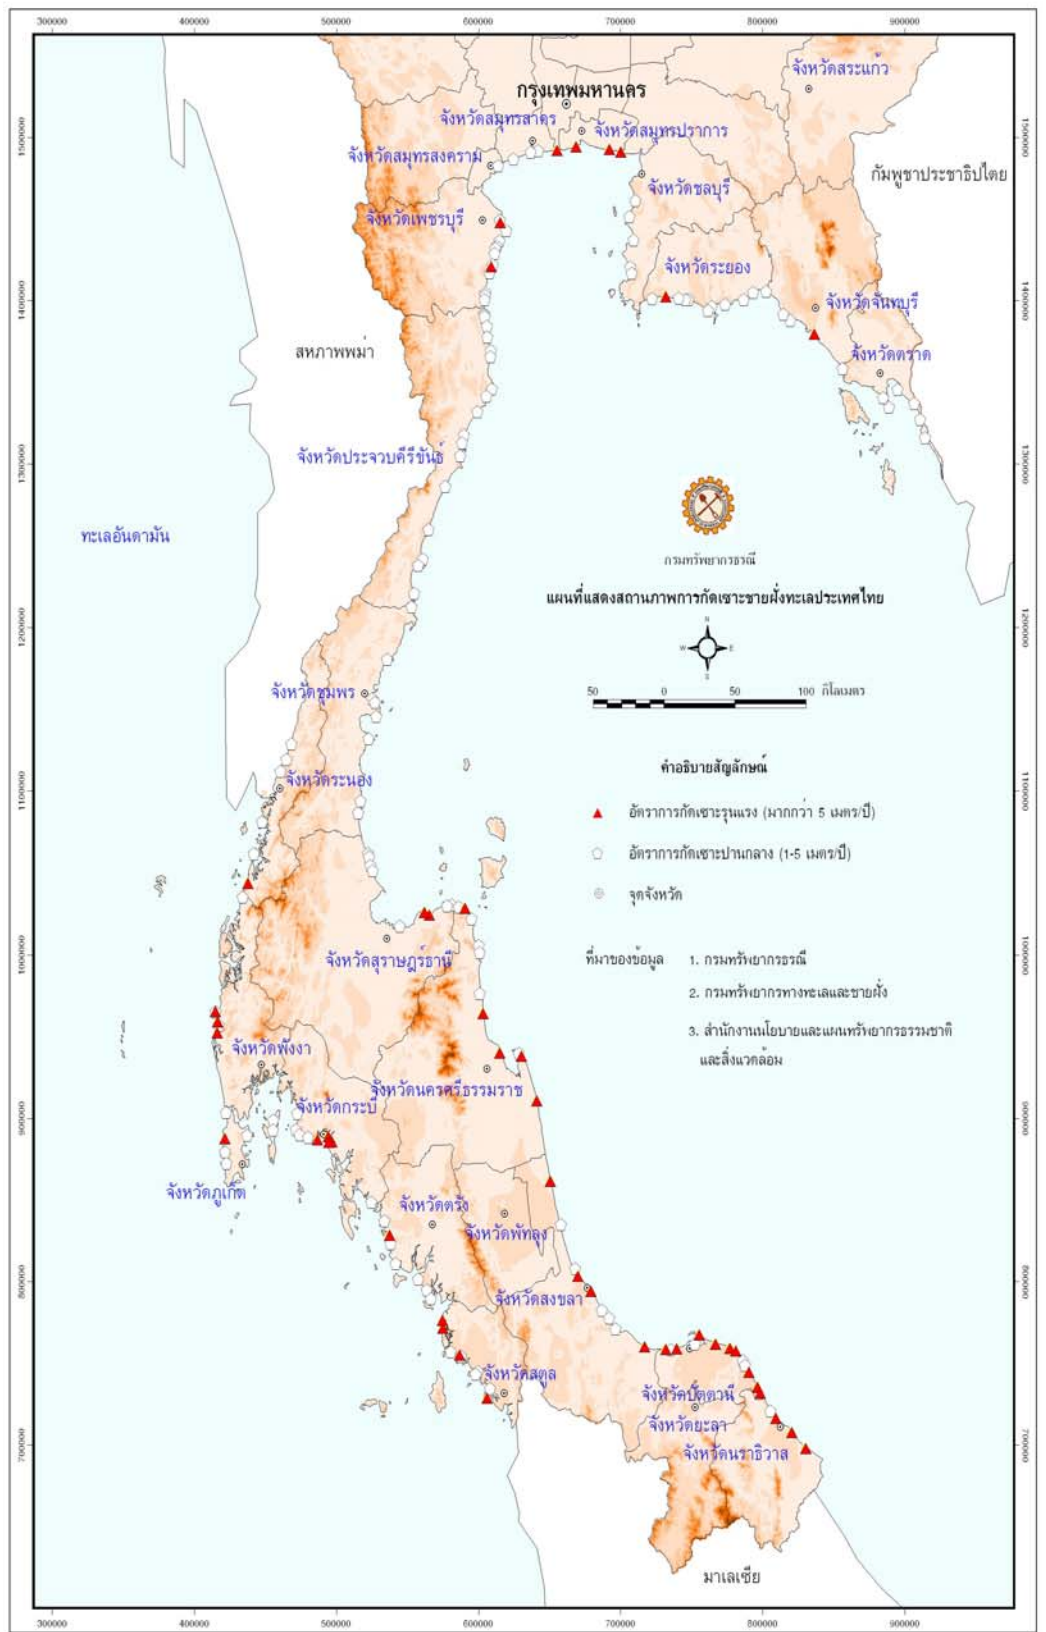 300000 400000 500000 600000 700000 800000 900000
จังหวัดสระแก้ว
กรุงเทพมหานคร
จังหวัดสมุทรสาคร
จังหวัดสมุทรปราการ
1500000 1500000
จังหวัดสมุทรสงคราม
กัมพูชาประชาธิปไตย
จังหวัดชลบุรี
จังหวัดเพชรบุรี
จังหวัดระยอง
1400000 1400000
จังหวัดจันทบุรี
สหภาพพม่า
จังหวัดตราด
จังหวัดประจวบคีรีขันธ์
1300000 1300000
ทะเลอันดามัน
กรมทรัพยากรธรณี
แผนที่แสดงสถานภาพการกัดเซาะชายฝั่งทะเลประเทศไทย
1200000 1200000
N
W E
S
จังหวัดชุมพร
50 0 50 100 กิโลเมตร
คำอธิบายสัญลักษณ์
จังหวัดระนอง
1100000 1100000
อัตราการกัดเซาะรุนแรง (มากกว่า 5 เมตร/ปี)
อัตราการกัดเซาะปานกลาง (1-5 เมตร/ปี)
จุดจังหวัด
จังหวัดสุราษฎร์ธานี
ที่มาของข้อมูล 1. กรมทรัพยากรธรณี
1000000 1000000
2. กรมทรัพยากรทางทะเลและชายฝั่ง
3. สำนักงานนโยบายและแผนทรัพยากรธรรมชาติ
และสิ่งแวดล้อม
จังหวัดพังงา
จังหวัดนครศรีธรรมราช
จังหวัดกระบี่
900000 900000
จังหวัดภูเก็ต
จังหวัดตรัง
จังหวัดพัทลุง
800000 800000
จังหวัดสงขลา
จังหวัดสตูล
จังหวัดปัตตานี
จังหวัดยะลา
700000 700000
จังหวัดนราธิวาส
มาเลเซีย
300000 400000 500000 600000 700000 800000 900000